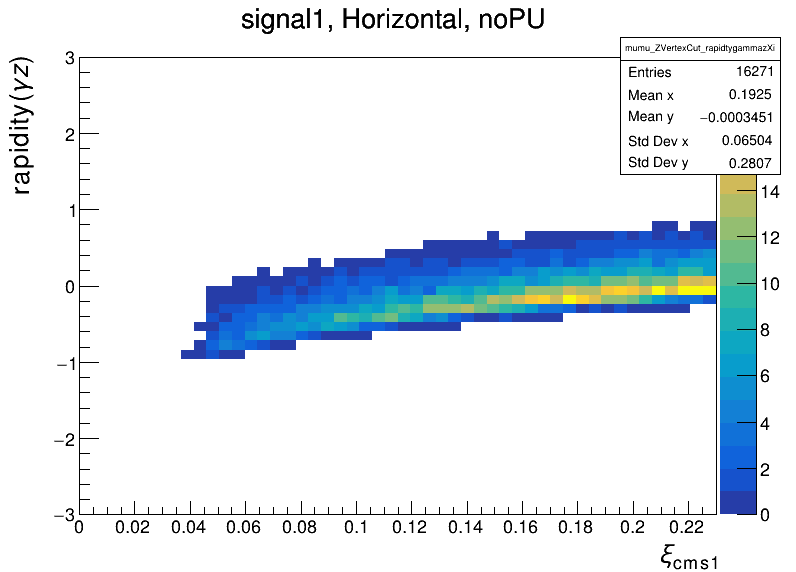 signal1, Horizontal, noPU
mumu_ZVertexCut_rapidtygammazXi
Entries 16271
Mean x 0.1925
Mean y −0.0003451
Std Dev x 0.06504
Std Dev y 0.2807
rapidity(γz)
3
2
1
0
−1
−2
−3
14
12
10
8
6
4
2
0
0 0.02 0.04 0.06 0.08 0.1 0.12 0.14 0.16 0.18 0.2 0.22
ξcms1